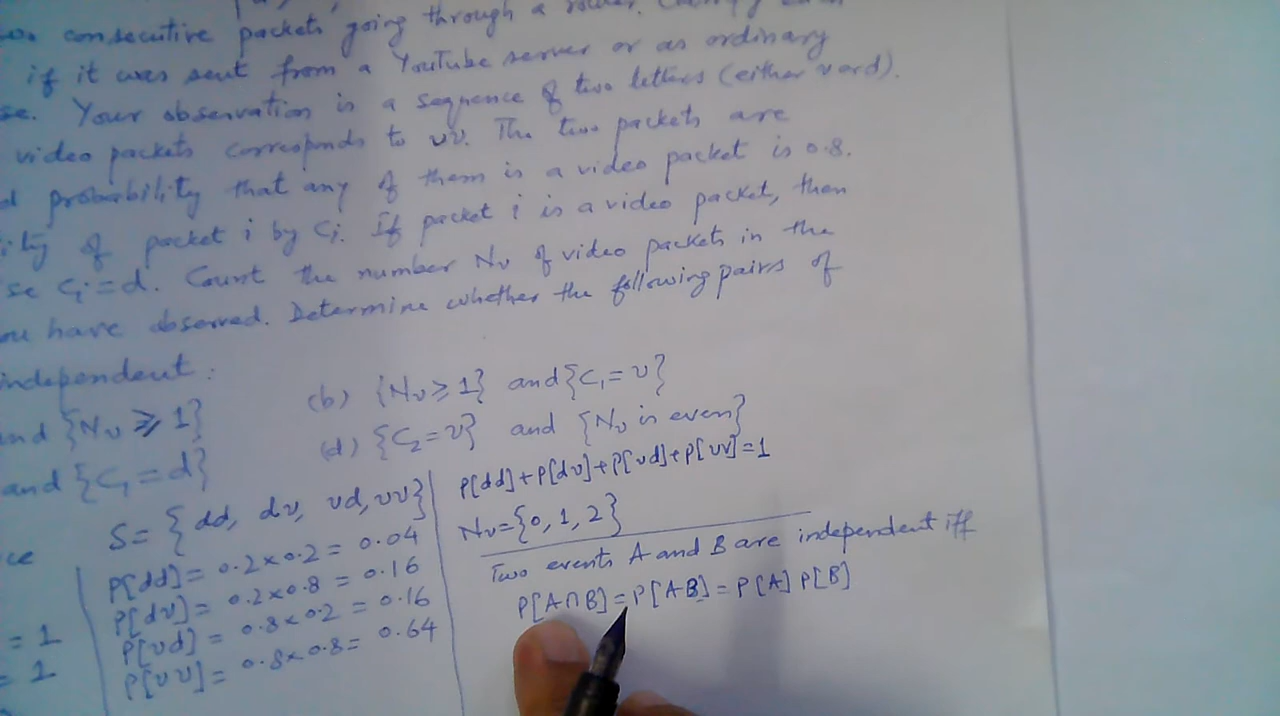 consecutive packets going through a router.
if it was sent from a YouTube server or as ordinary
se. Your observation is a sequence of two letters (either v or d).
video packets corresponds to vv. The two packets are
d probability that any of them is a video packet is 0.8.
ity of packet i by Ci. If packet i is a video packet, then
se Ci=d. Count the number Nv of video packets in the
ou have observed. Determine whether the following pairs of
independent:
and {Nv ≥ 1} (b) {Nv ≥ 1} and {C1 = v}
and {C1 = d} (d) {C2 = v} and {Nv is even}
S = { dd, dv, vd, vv}
P[dd] = 0.2 x 0.2 = 0.04
P[dv] = 0.2 x 0.8 = 0.16
P[vd] = 0.8 x 0.2 = 0.16
P[vv] = 0.8 x 0.8 = 0.64
ce
= 1
= 1
P[dd]+P[dv]+P[vd]+P[vv]=1
Nv={0, 1, 2}
Two events A and B are independent iff
P[A∩B]=P[AB]= P[A] P[B]